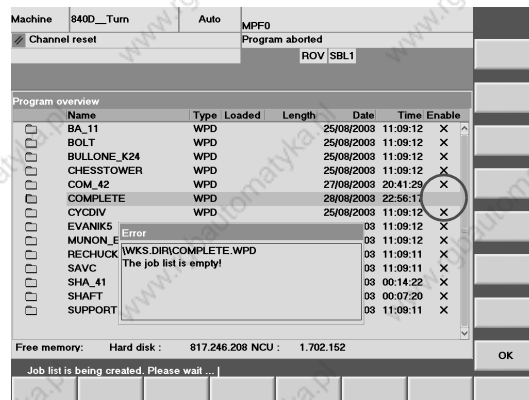 Machine 840D__Turn Auto MPF0
Channel reset Program aborted
ROV SBL1
Program overview
Name Type Loaded Length Date Time Enable
BA_11 WPD 25/08/2003 11:09:12 X
BOLT WPD 25/08/2003 11:09:12 X
BULLONE_K24 WPD 25/08/2003 11:09:12 X
CHESSTOWER WPD 25/08/2003 11:09:12 X
COM_42 WPD 27/08/2003 20:41:29 X
COMPLETE WPD 28/08/2003 22:56:17
CYCDIV WPD 25/08/2003 11:09:12 X
EVANIK5 03 11:09:12 X
MUNON_E 03 11:09:12 X
RECHUCK 03 11:09:11 X
SAVC 03 11:09:11 X
SHA_41 03 00:14:22 X
SHAFT 03 00:07:20 X
SUPPORT 03 11:09:11 X
Error
\WKS.DIR\COMPLETE.WPD
The job list is empty!
Free memory: Hard disk : 817.246.208 NCU : 1.702.152
OK
Job list is being created. Please wait ... |
www.rgbautomatyka.pl